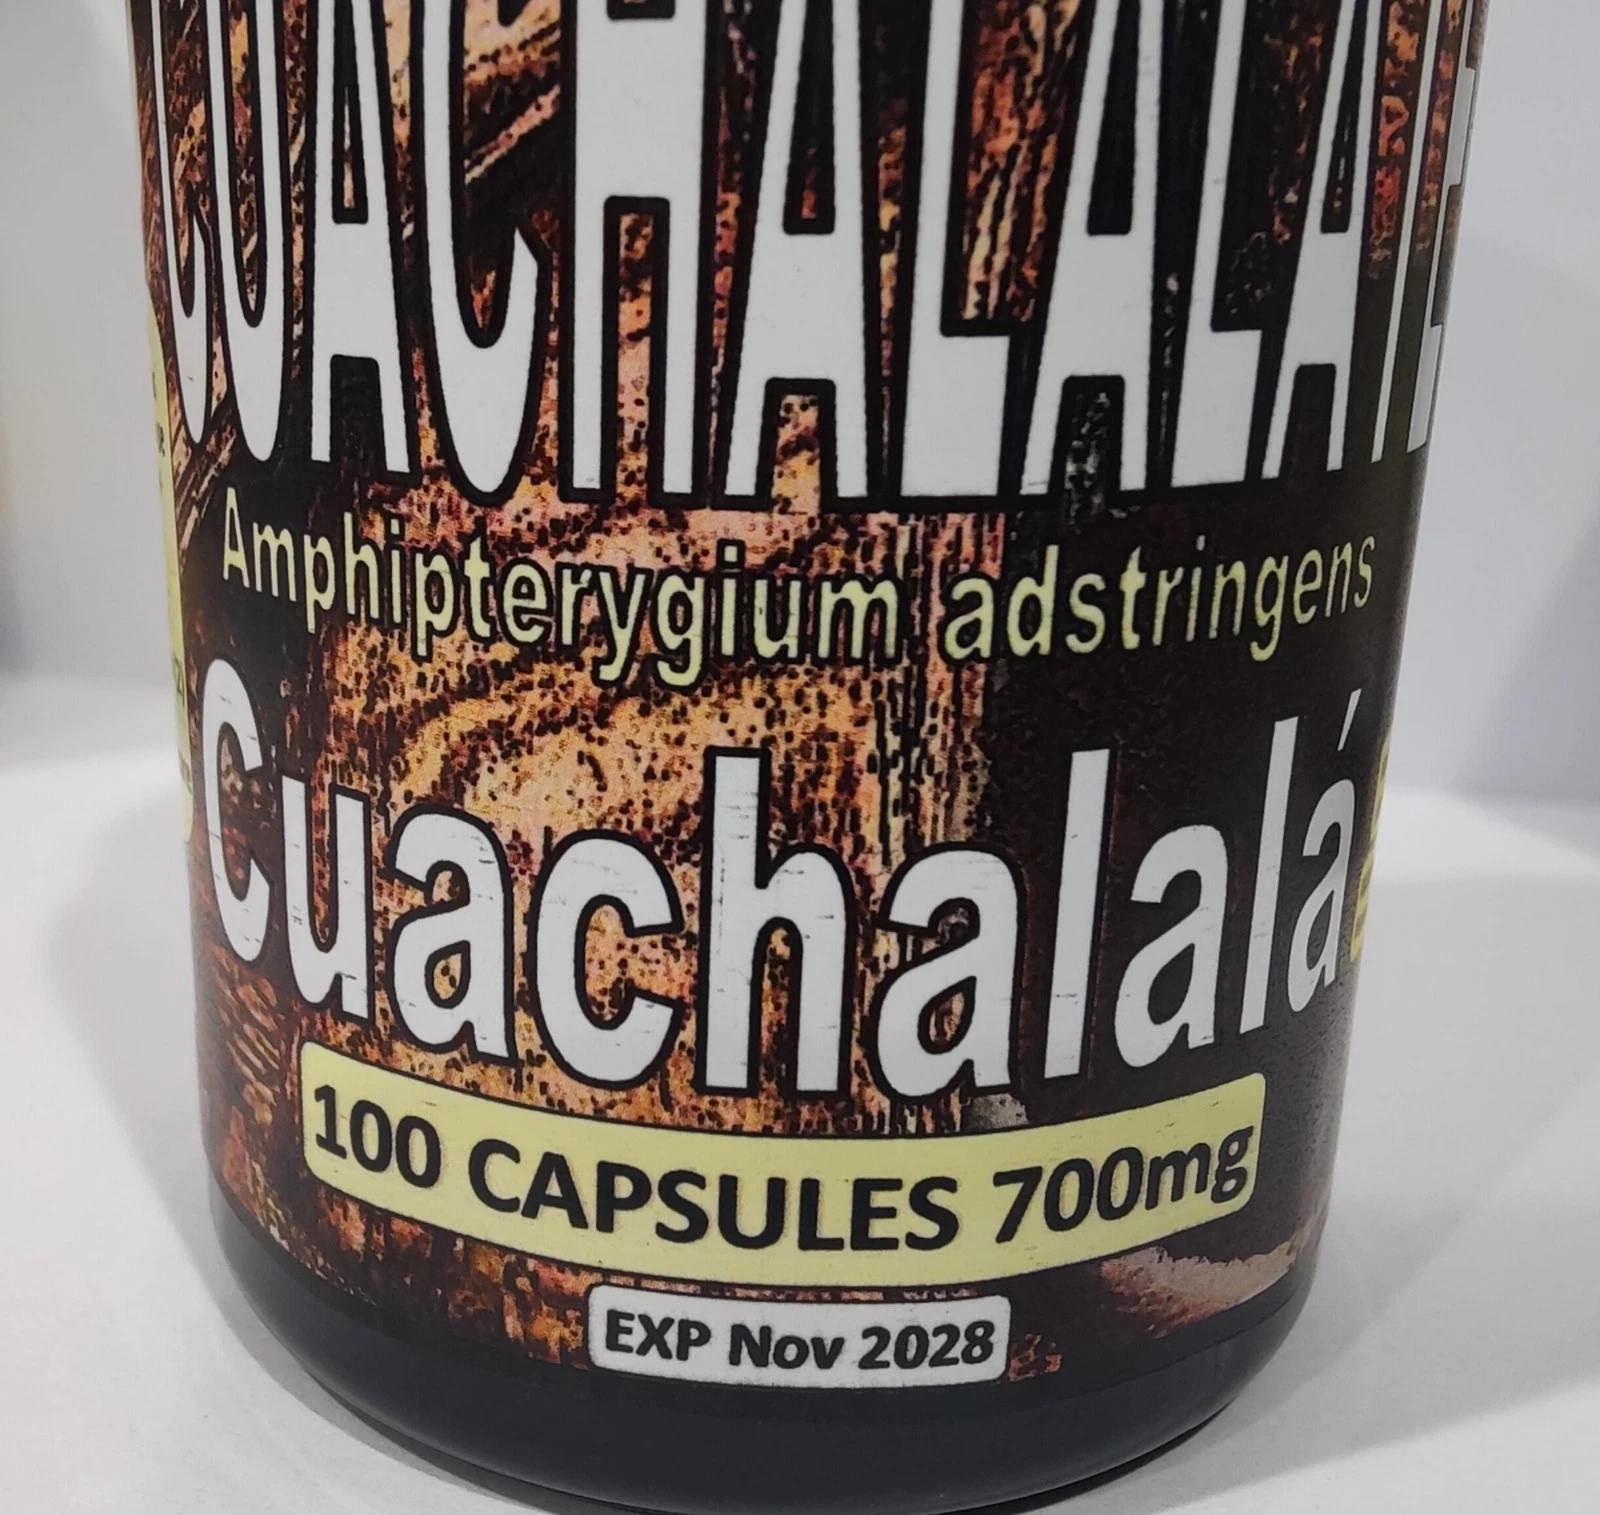 CUACHALALATE
Amphipterygium adstringens
Cuachalalá
100 CAPSULES 700mg
EXP Nov 2028